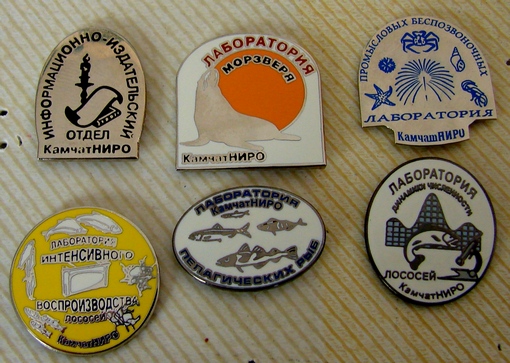 ИНФОРМАЦИОННО-ИЗДАТЕЛЬСКИЙ
ОТДЕЛ
КамчатНИРО
ЛАБОРАТОРИЯ
МОРЗВЕРЯ
КамчатНИРО
ПРОМЫСЛОВЫХ БЕСПОЗВОНОЧНЫХ
ЛАБОРАТОРИЯ
КамчатНИРО
ЛАБОРАТОРИЯ
ИНТЕНСИВНОГО
ВОСПРОИЗВОДСТВА
ЛОСОСЕЙ
КамчатНИРО
ЛАБОРАТОРИЯ
КамчатНИРО
ПЕЛАГИЧЕСКИХ РЫБ
ЛАБОРАТОРИЯ
ДИНАМИКИ ЧИСЛЕННОСТИ
ЛОСОСЕЙ
КамчатНИРО